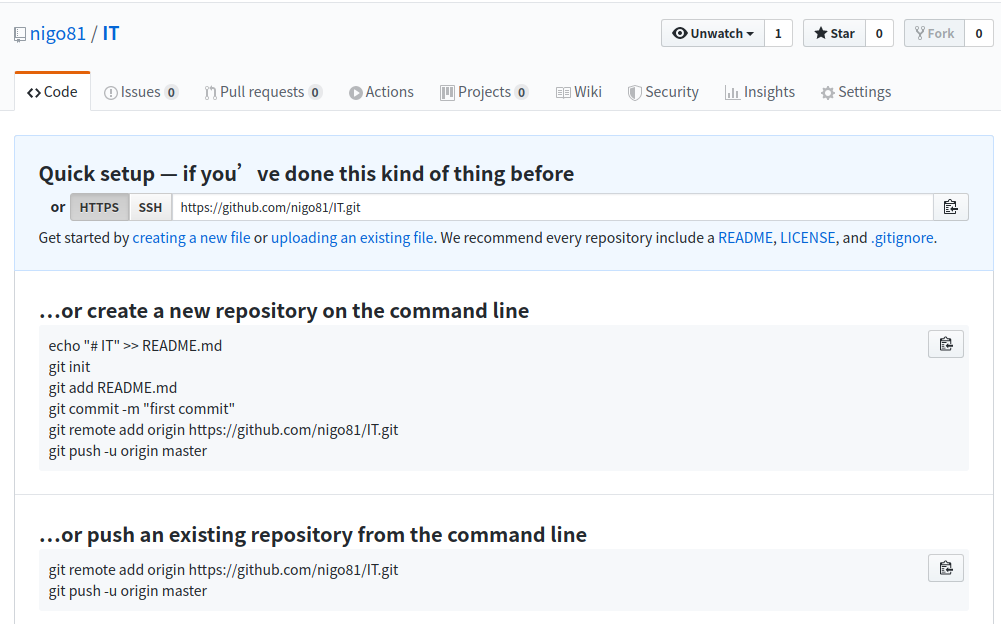 nigo81 / IT
Unwatch 1 Star 0 Fork 0
Code Issues 0 Pull requests 0 Actions Projects 0 Wiki Security Insights Settings
Quick setup — if you’ve done this kind of thing before
or HTTPS SSH https://github.com/nigo81/IT.git
Get started by creating a new file or uploading an existing file. We recommend every repository include a README, LICENSE, and .gitignore.
…or create a new repository on the command line
echo "# IT" >> README.md
git init
git add README.md
git commit -m "first commit"
git remote add origin https://github.com/nigo81/IT.git
git push -u origin master
…or push an existing repository from the command line
git remote add origin https://github.com/nigo81/IT.git
git push -u origin master